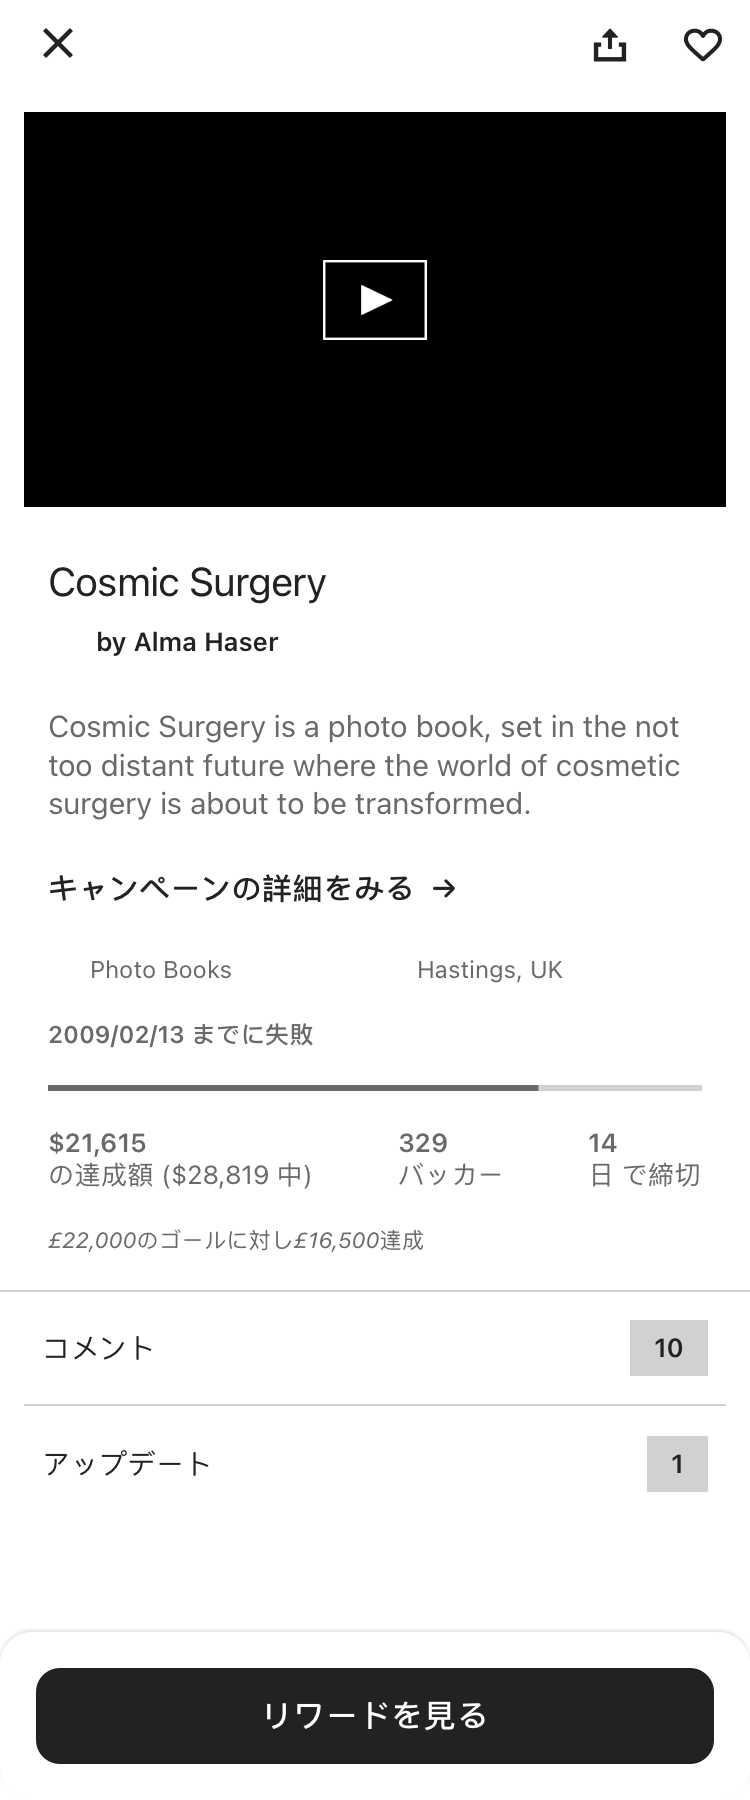 Cosmic Surgery
by Alma Haser
Cosmic Surgery is a photo book, set in the not
too distant future where the world of cosmetic
surgery is about to be transformed.
キャンペーンの詳細をみる →
Photo Books
Hastings, UK
2009/02/13 までに失敗
$21,615
の達成額 ($28,819 中)
329
バッカー
14
日 で締切
£22,000のゴールに対し£16,500達成
コメント
10
アップデート
1
リワードを見る